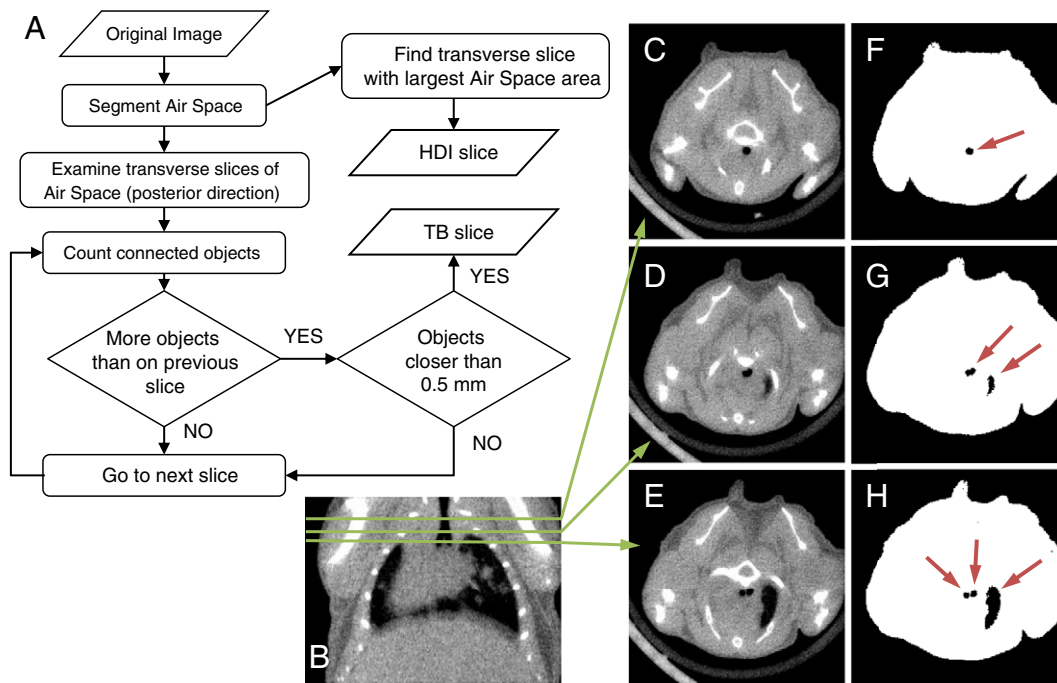 A
Original Image
Segment Air Space
Find transverse slice
with largest Air Space area
HDI slice
Examine transverse slices of
Air Space (posterior direction)
Count connected objects
TB slice
YES
More objects
than on previous
slice
YES
Objects
closer than
0.5 mm
NO
NO
Go to next slice
B
C
D
E
F
G
H